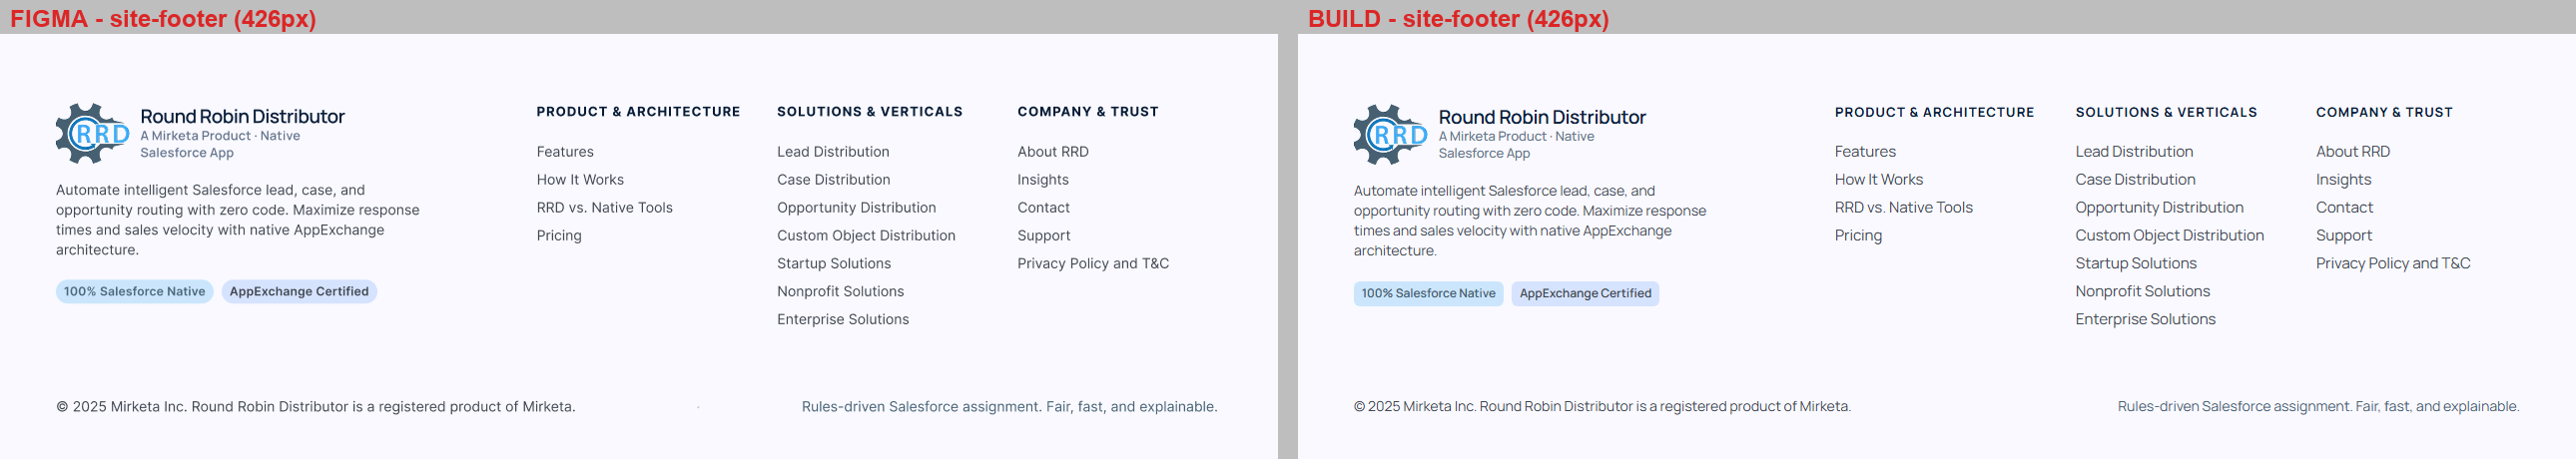 FIGMA - site-footer (426px)
RRD
Round Robin Distributor
A Mirketa Product · Native
Salesforce App
Automate intelligent Salesforce lead, case, and
opportunity routing with zero code. Maximize response
times and sales velocity with native AppExchange
architecture.
100% Salesforce Native
AppExchange Certified
PRODUCT & ARCHITECTURE
Features
How It Works
RRD vs. Native Tools
Pricing
SOLUTIONS & VERTICALS
Lead Distribution
Case Distribution
Opportunity Distribution
Custom Object Distribution
Startup Solutions
Nonprofit Solutions
Enterprise Solutions
COMPANY & TRUST
About RRD
Insights
Contact
Support
Privacy Policy and T&C
© 2025 Mirketa Inc. Round Robin Distributor is a registered product of Mirketa.
·
Rules-driven Salesforce assignment. Fair, fast, and explainable.
BUILD - site-footer (426px)
RRD
Round Robin Distributor
A Mirketa Product · Native
Salesforce App
Automate intelligent Salesforce lead, case, and
opportunity routing with zero code. Maximize response
times and sales velocity with native AppExchange
architecture.
100% Salesforce Native
AppExchange Certified
PRODUCT & ARCHITECTURE
Features
How It Works
RRD vs. Native Tools
Pricing
SOLUTIONS & VERTICALS
Lead Distribution
Case Distribution
Opportunity Distribution
Custom Object Distribution
Startup Solutions
Nonprofit Solutions
Enterprise Solutions
COMPANY & TRUST
About RRD
Insights
Contact
Support
Privacy Policy and T&C
© 2025 Mirketa Inc. Round Robin Distributor is a registered product of Mirketa.
Rules-driven Salesforce assignment. Fair, fast, and explainable.